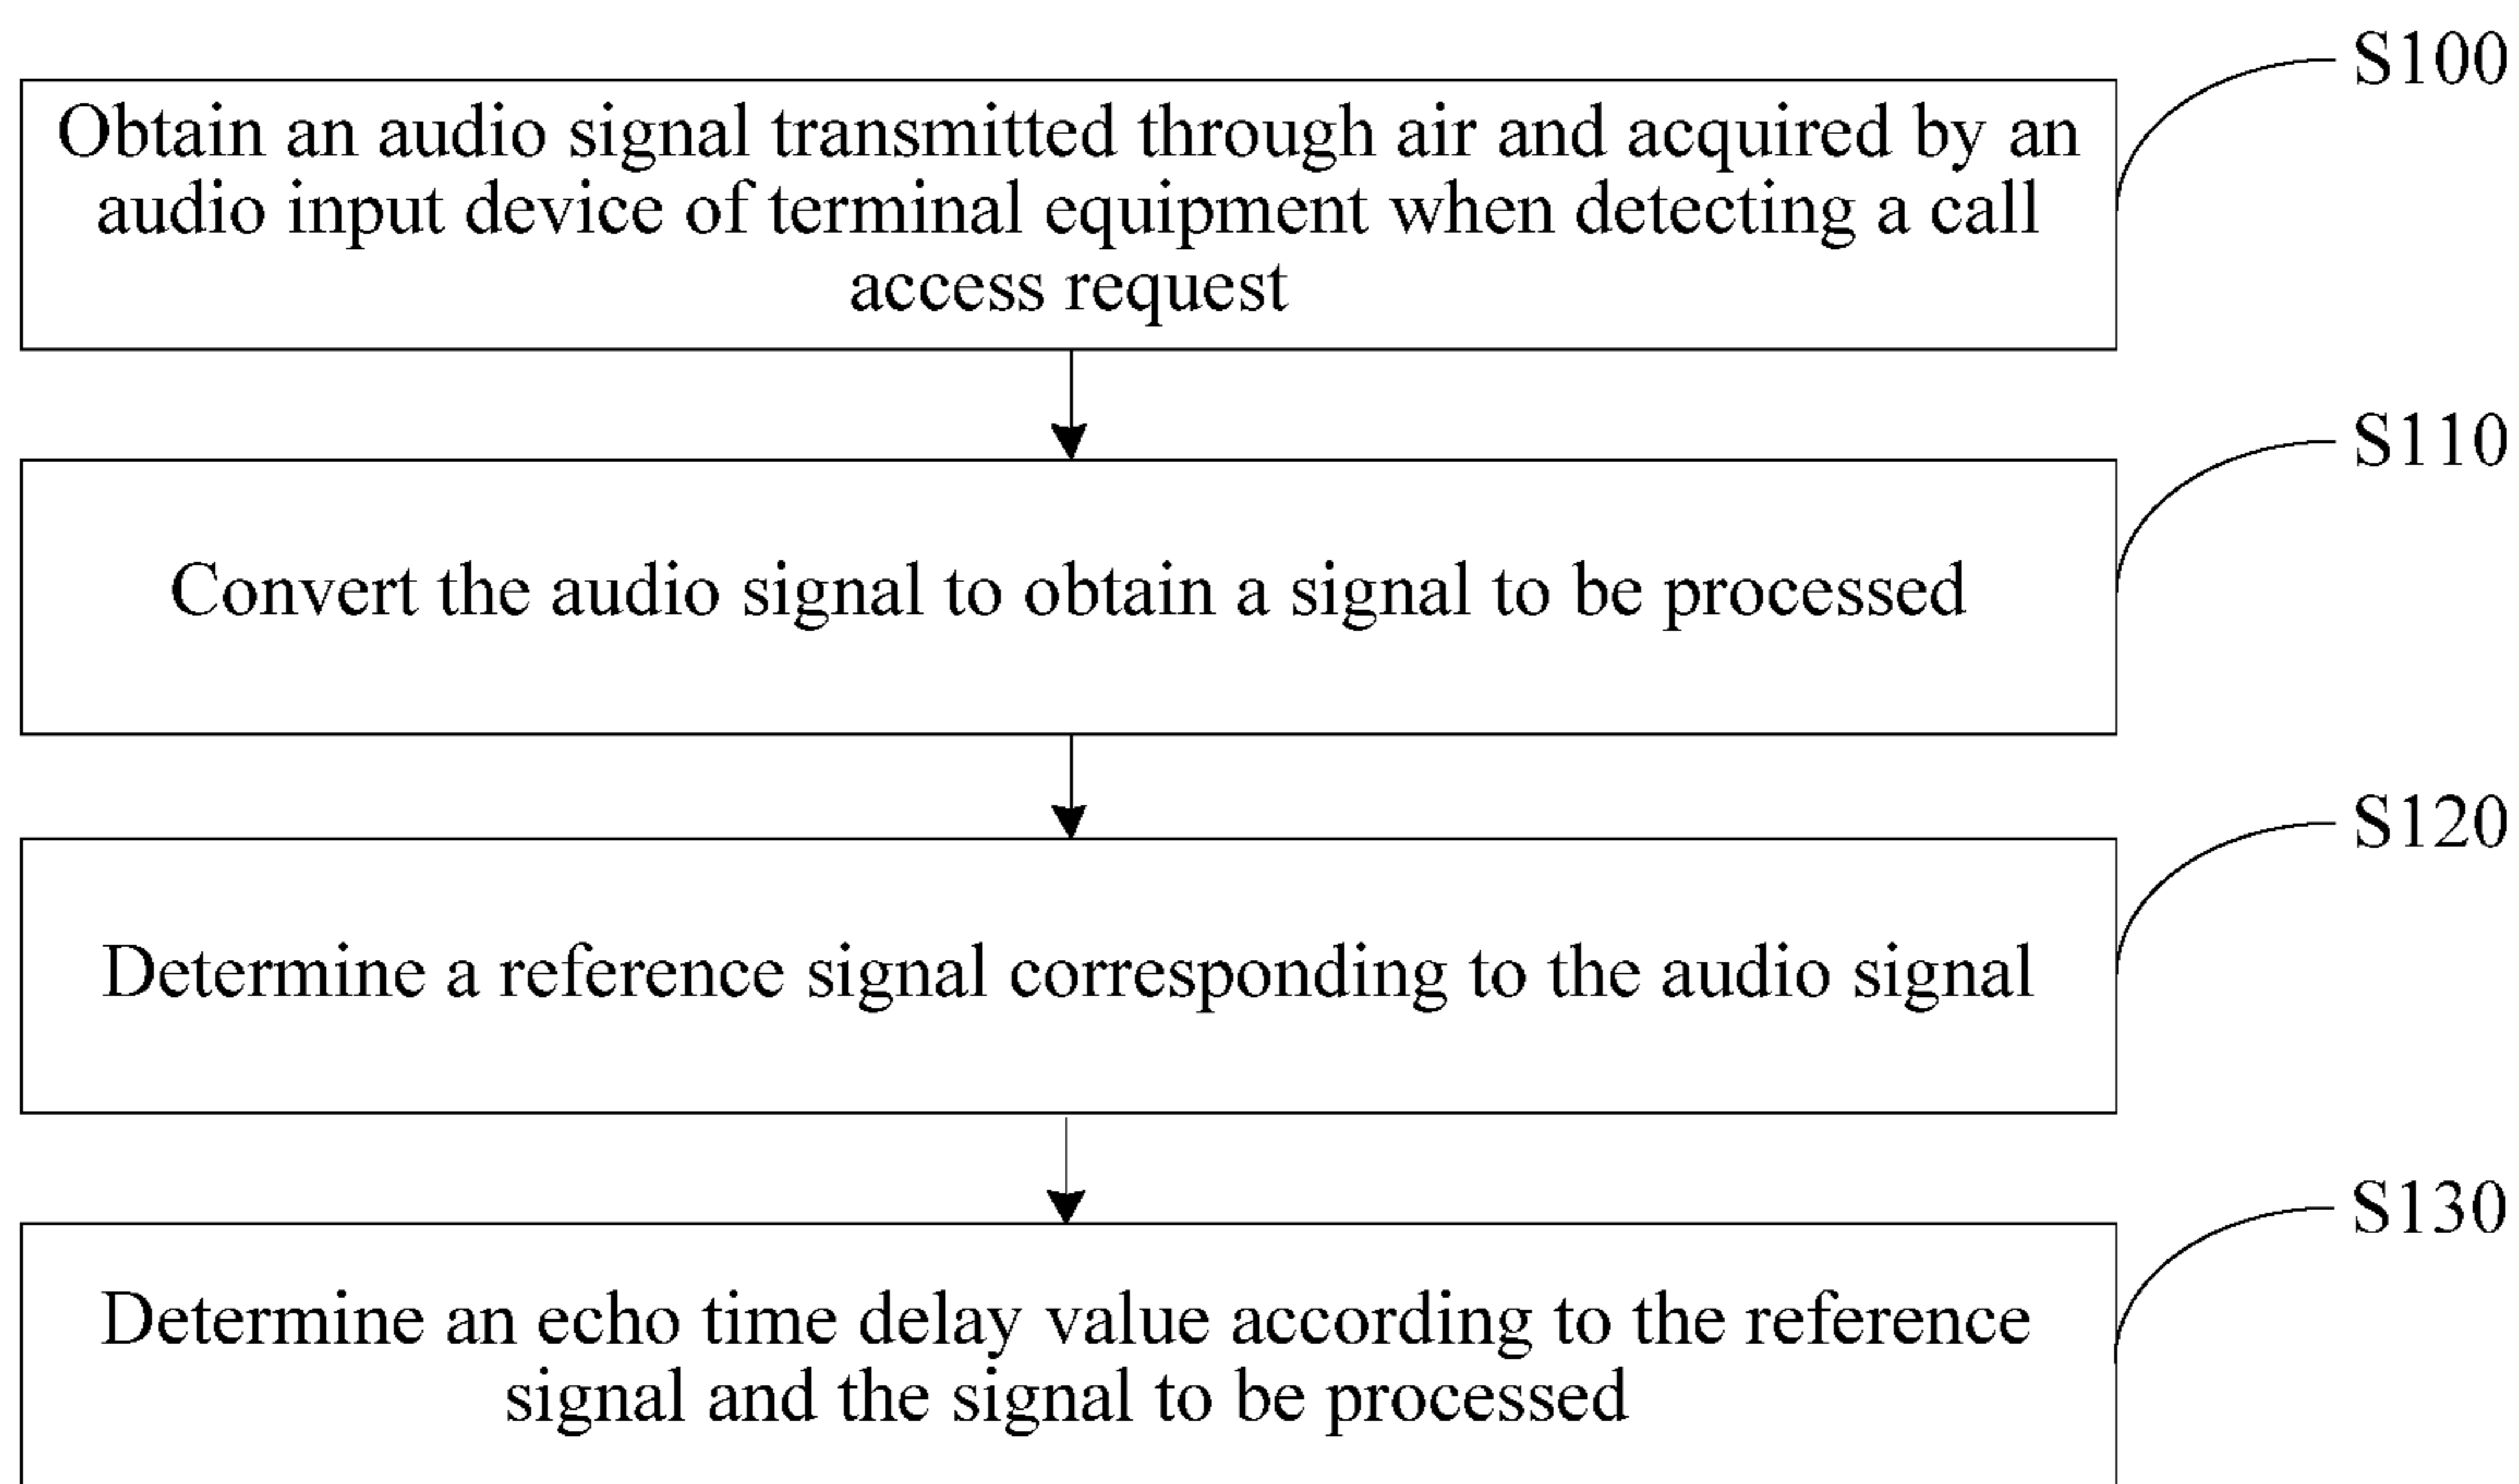 S100
Obtain an audio signal transmitted through air and acquired by an
audio input device of terminal equipment when detecting a call
access request
S110
Convert the audio signal to obtain a signal to be processed
S120
Determine a reference signal corresponding to the audio signal
S130
Determine an echo time delay value according to the reference
signal and the signal to be processed